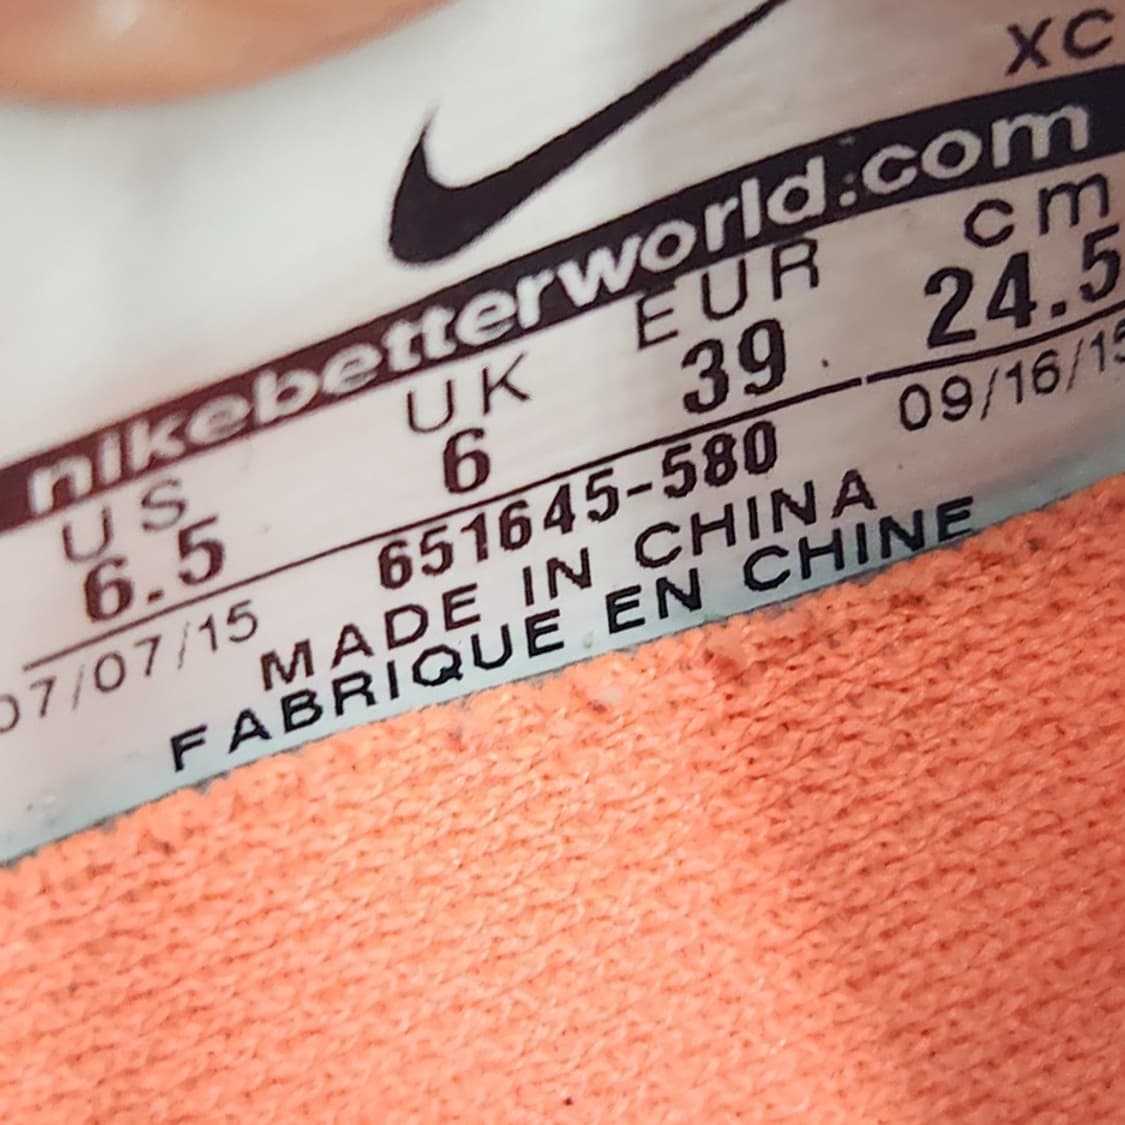 XC
nikebetterworld.com
US UK EUR cm
6.5 6 39 24.5
07/07/15 651645-580 09/16/15
MADE IN CHINA
FABRIQUE EN CHINE